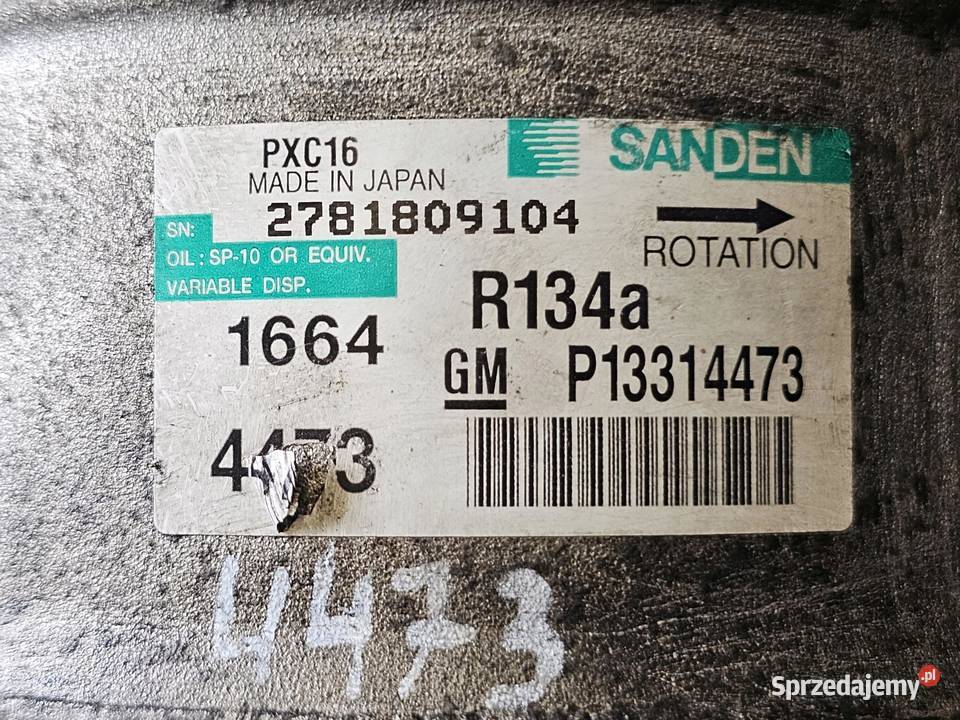 PXC16
MADE IN JAPAN
SANDEN
SN: 2781809104
ROTATION
OIL : SP-10 OR EQUIV.
VARIABLE DISP.
R134a
1664
GM P13314473
4473
4473
Sprzedajemy.pl